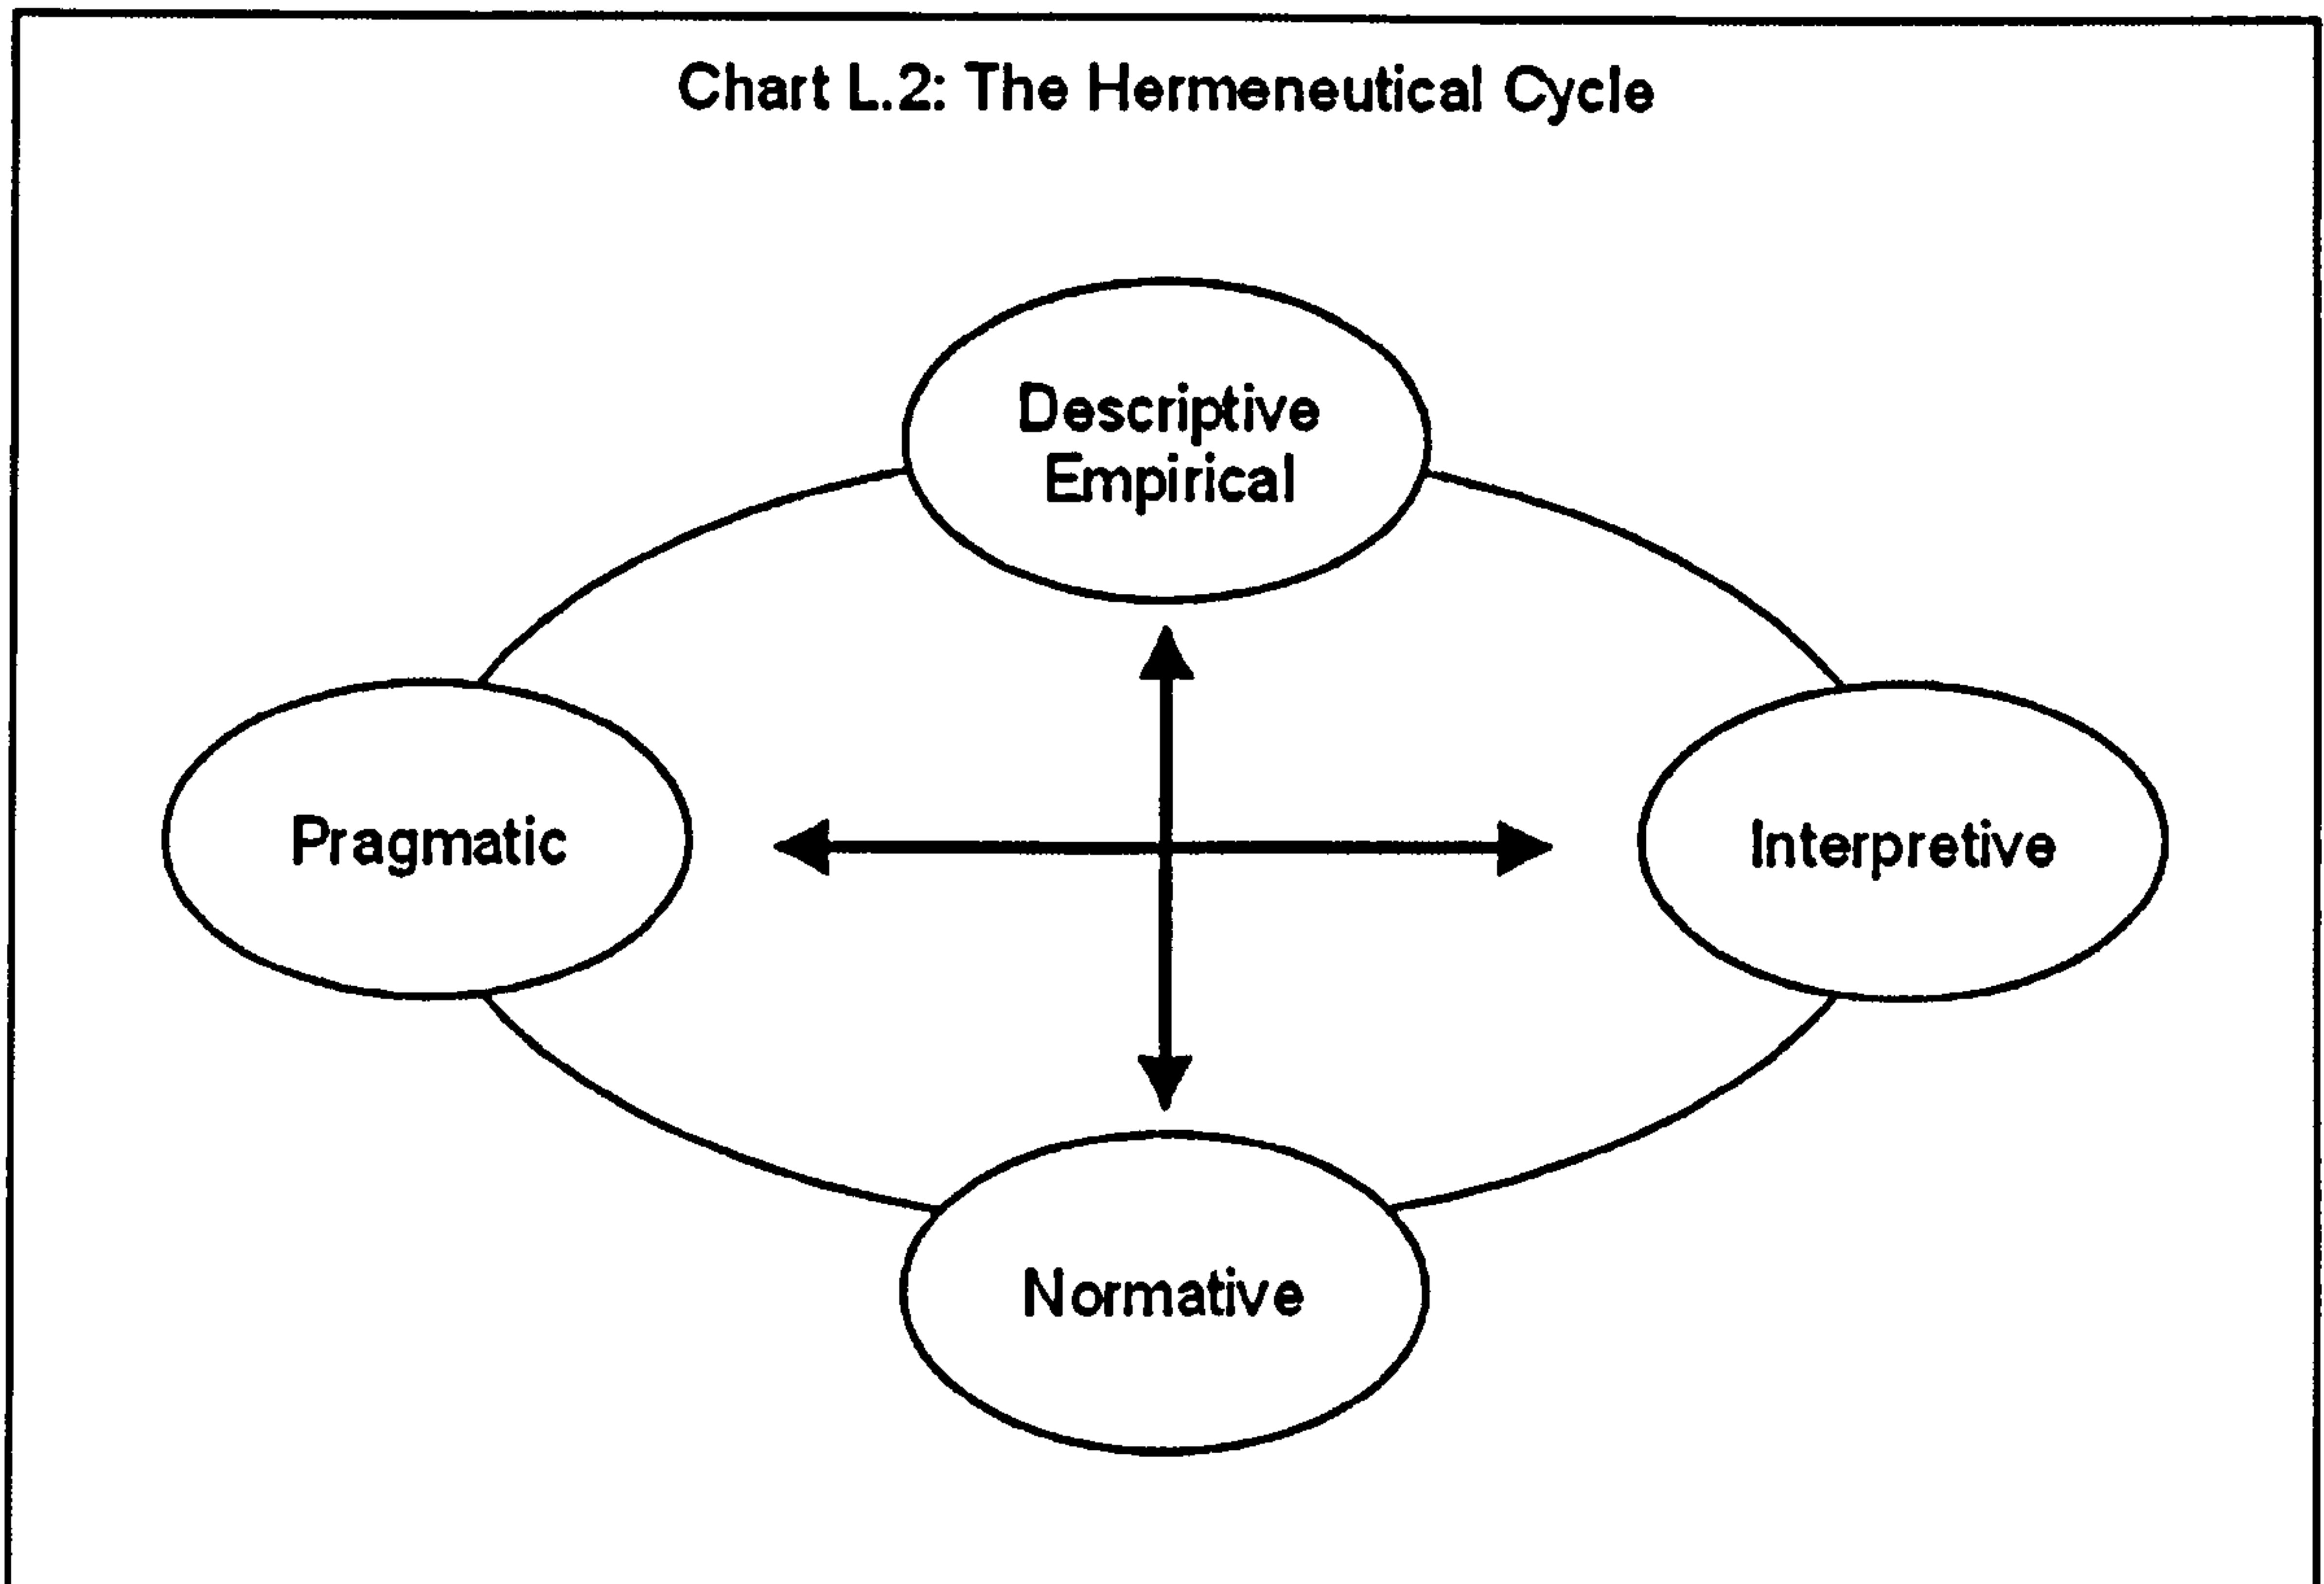 Chart L.2: The Hermeneutical Cycle
Descriptive
Empirical
Pragmatic
Interpretive
Normative